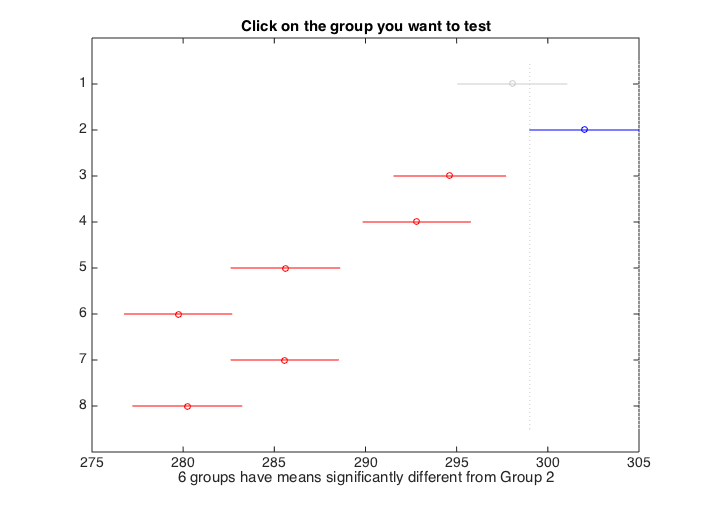 Click on the group you want to test
1
2
3
4
5
6
7
8
275 280 285 290 295 300 305
6 groups have means significantly different from Group 2